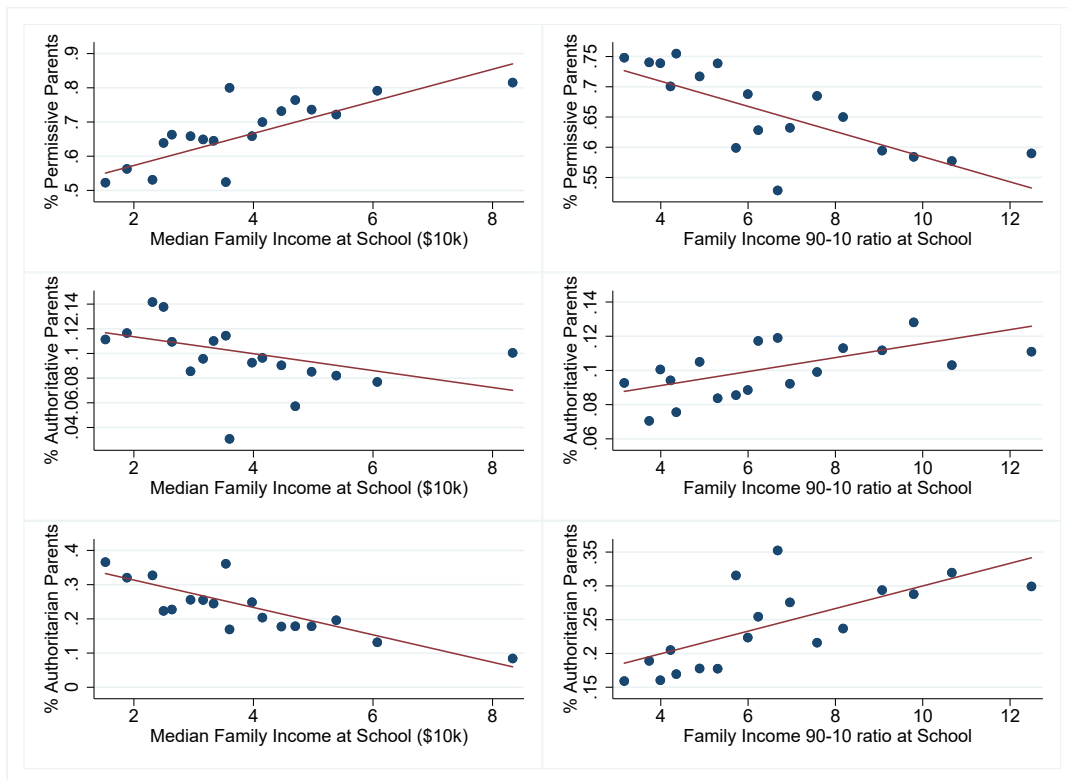 % Permissive Parents
.9
.8
.7
.6
.5
2 4 6 8
Median Family Income at School ($10k)
% Permissive Parents
.75
.7
.65
.6
.55
4 6 8 10 12
Family Income 90-10 ratio at School
% Authoritative Parents
.14
.12
.1
.08
.06
.04
2 4 6 8
Median Family Income at School ($10k)
% Authoritative Parents
.14
.12
.1
.08
.06
4 6 8 10 12
Family Income 90-10 ratio at School
% Authoritarian Parents
.4
.3
.2
.1
0
2 4 6 8
Median Family Income at School ($10k)
% Authoritarian Parents
.35
.3
.25
.2
.15
4 6 8 10 12
Family Income 90-10 ratio at School